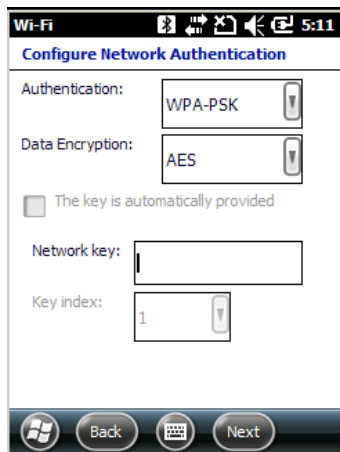 Wi-Fi 5:11
Configure Network Authentication
Authentication: WPA-PSK
Data Encryption: AES
The key is automatically provided
Network key:
Key index: 1
Back Next